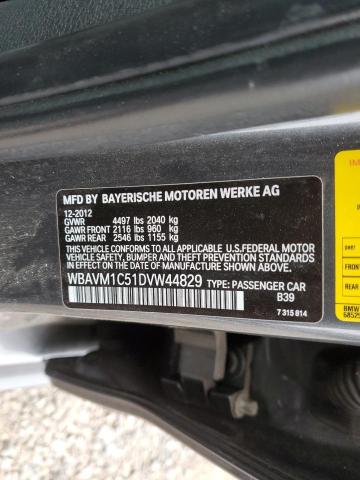 MFD BY BAYERISCHE MOTOREN WERKE AG
12-2012
GVWR 4497 lbs 2040 kg
GAWR FRONT 2116 lbs 960 kg
GAWR REAR 2546 lbs 1155 kg
THIS VEHICLE CONFORMS TO ALL APPLICABLE U.S.FEDERAL MOTOR
VEHICLE SAFETY, BUMPER, AND THEFT PREVENTION STANDARDS
IN EFFECT ON THE DATE OF MANUFACTURE SHOWN ABOVE.
WBAVM1C51DVW44829 TYPE: PASSENGER CAR
B39
7 315 814
FRONT
REAR
BMW